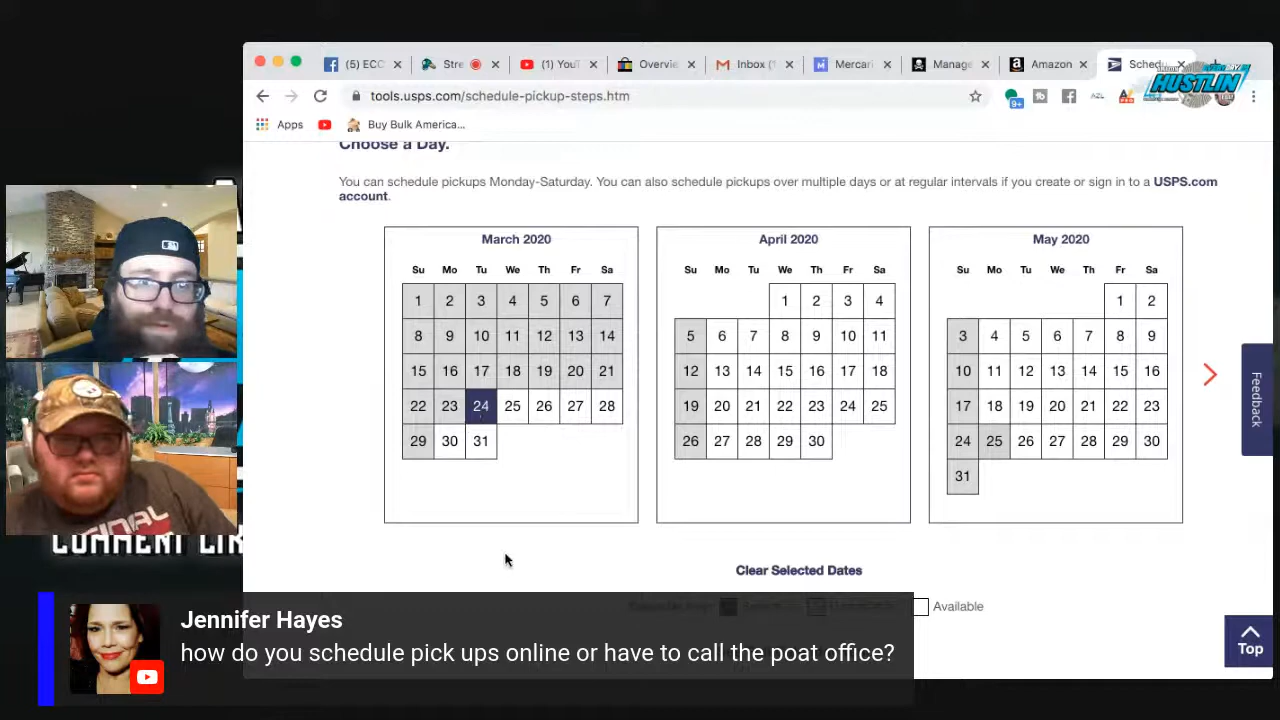 (5) ECC
Stre
(1) YouT
Overvie
Inbox (
Mercar
Manage
Amazon
Sched
HUSTLIN
tools.usps.com/schedule-pickup-steps.htm
9+
Apps
Buy Bulk America...
Choose a Day.
You can schedule pickups Monday-Saturday. You can also schedule pickups over multiple days or at regular intervals if you create or sign in to a USPS.com
account.
March 2020
Su Mo Tu We Th Fr Sa
1 2 3 4 5 6 7
8 9 10 11 12 13 14
15 16 17 18 19 20 21
22 23 24 25 26 27 28
29 30 31
April 2020
Su Mo Tu We Th Fr Sa
1 2 3 4
5 6 7 8 9 10 11
12 13 14 15 16 17 18
19 20 21 22 23 24 25
26 27 28 29 30
May 2020
Su Mo Tu We Th Fr Sa
1 2
3 4 5 6 7 8 9
10 11 12 13 14 15 16
17 18 19 20 21 22 23
24 25 26 27 28 29 30
31
Feedback
Clear Selected Dates
Available
Top
COMMENT LIK
Jennifer Hayes
how do you schedule pick ups online or have to call the poat office?